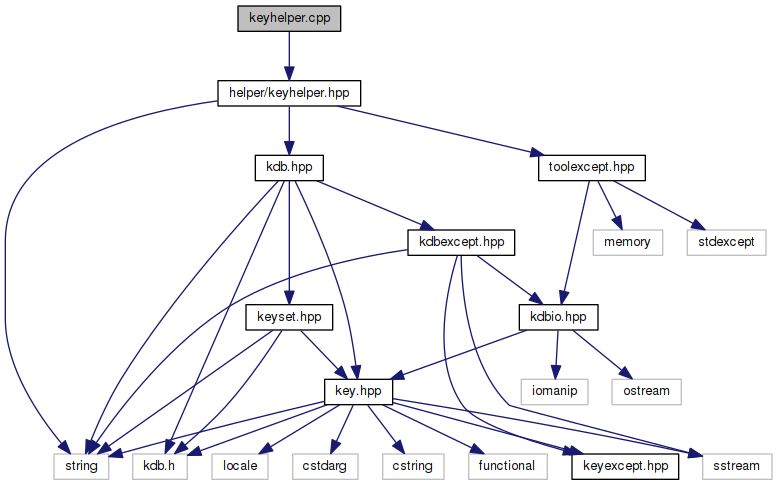 keyhelper.cpp
helper/keyhelper.hpp
kdb.hpp
toolexcept.hpp
kdbexcept.hpp
memory
stdexcept
keyset.hpp
kdbio.hpp
key.hpp
iomanip
ostream
string
kdb.h
locale
cstdarg
cstring
functional
keyexcept.hpp
sstream